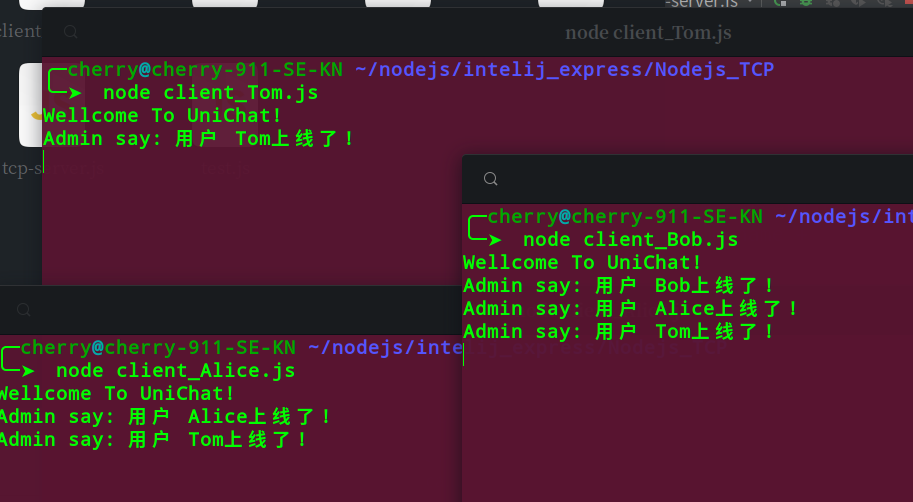 -server.js
client
node client_Tom.js
cherry@cherry-911-SE-KN ~/nodejs/intelij_express/Nodejs_TCP
node client_Tom.js
Wellcome To UniChat!
Admin say: 用户 Tom上线了！
tcp-s
cherry@cherry-911-SE-KN ~/nodejs/int
node client_Bob.js
Wellcome To UniChat!
Admin say: 用户 Bob上线了！
Admin say: 用户 Alice上线了！
Admin say: 用户 Tom上线了！
cherry@cherry-911-SE-KN ~/nodejs/inte
node client_Alice.js
Wellcome To UniChat!
Admin say: 用户 Alice上线了！
Admin say: 用户 Tom上线了！